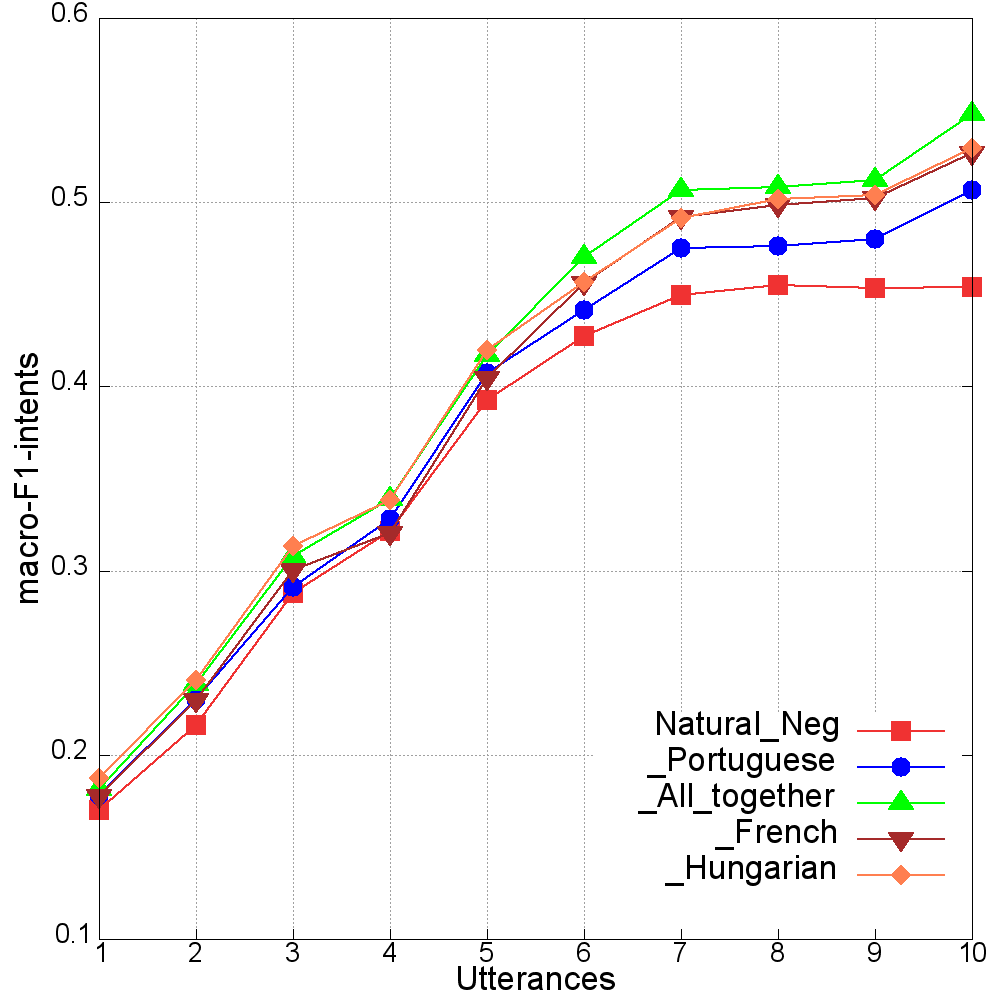 0.6
0.5
0.4
0.3
0.2
0.1
macro-F1-intents
1 2 3 4 5 6 7 8 9 10
Utterances
Natural_Neg
_Portuguese
_All_together
_French
_Hungarian